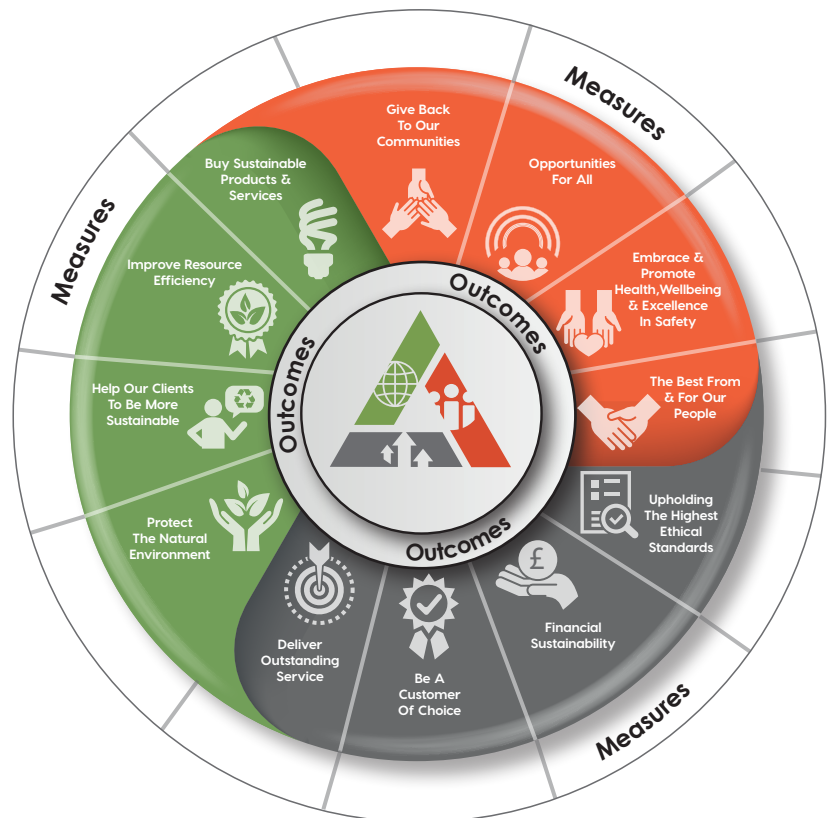 Measures
Give Back
To Our
Communities
Opportunities
For All
Embrace &
Promote
Health,Wellbeing
& Excellence
In Safety
The Best From
& For Our
People
Upholding
The Highest
Ethical
Standards
Financial
Sustainability
£
Measures
Be A
Customer
Of Choice
Deliver
Outstanding
Service
Protect
The Natural
Environment
Help Our Clients
To Be More
Sustainable
Improve Resource
Efficiency
Buy Sustainable
Products &
Services
Measures
Outcomes
Outcomes
Outcomes